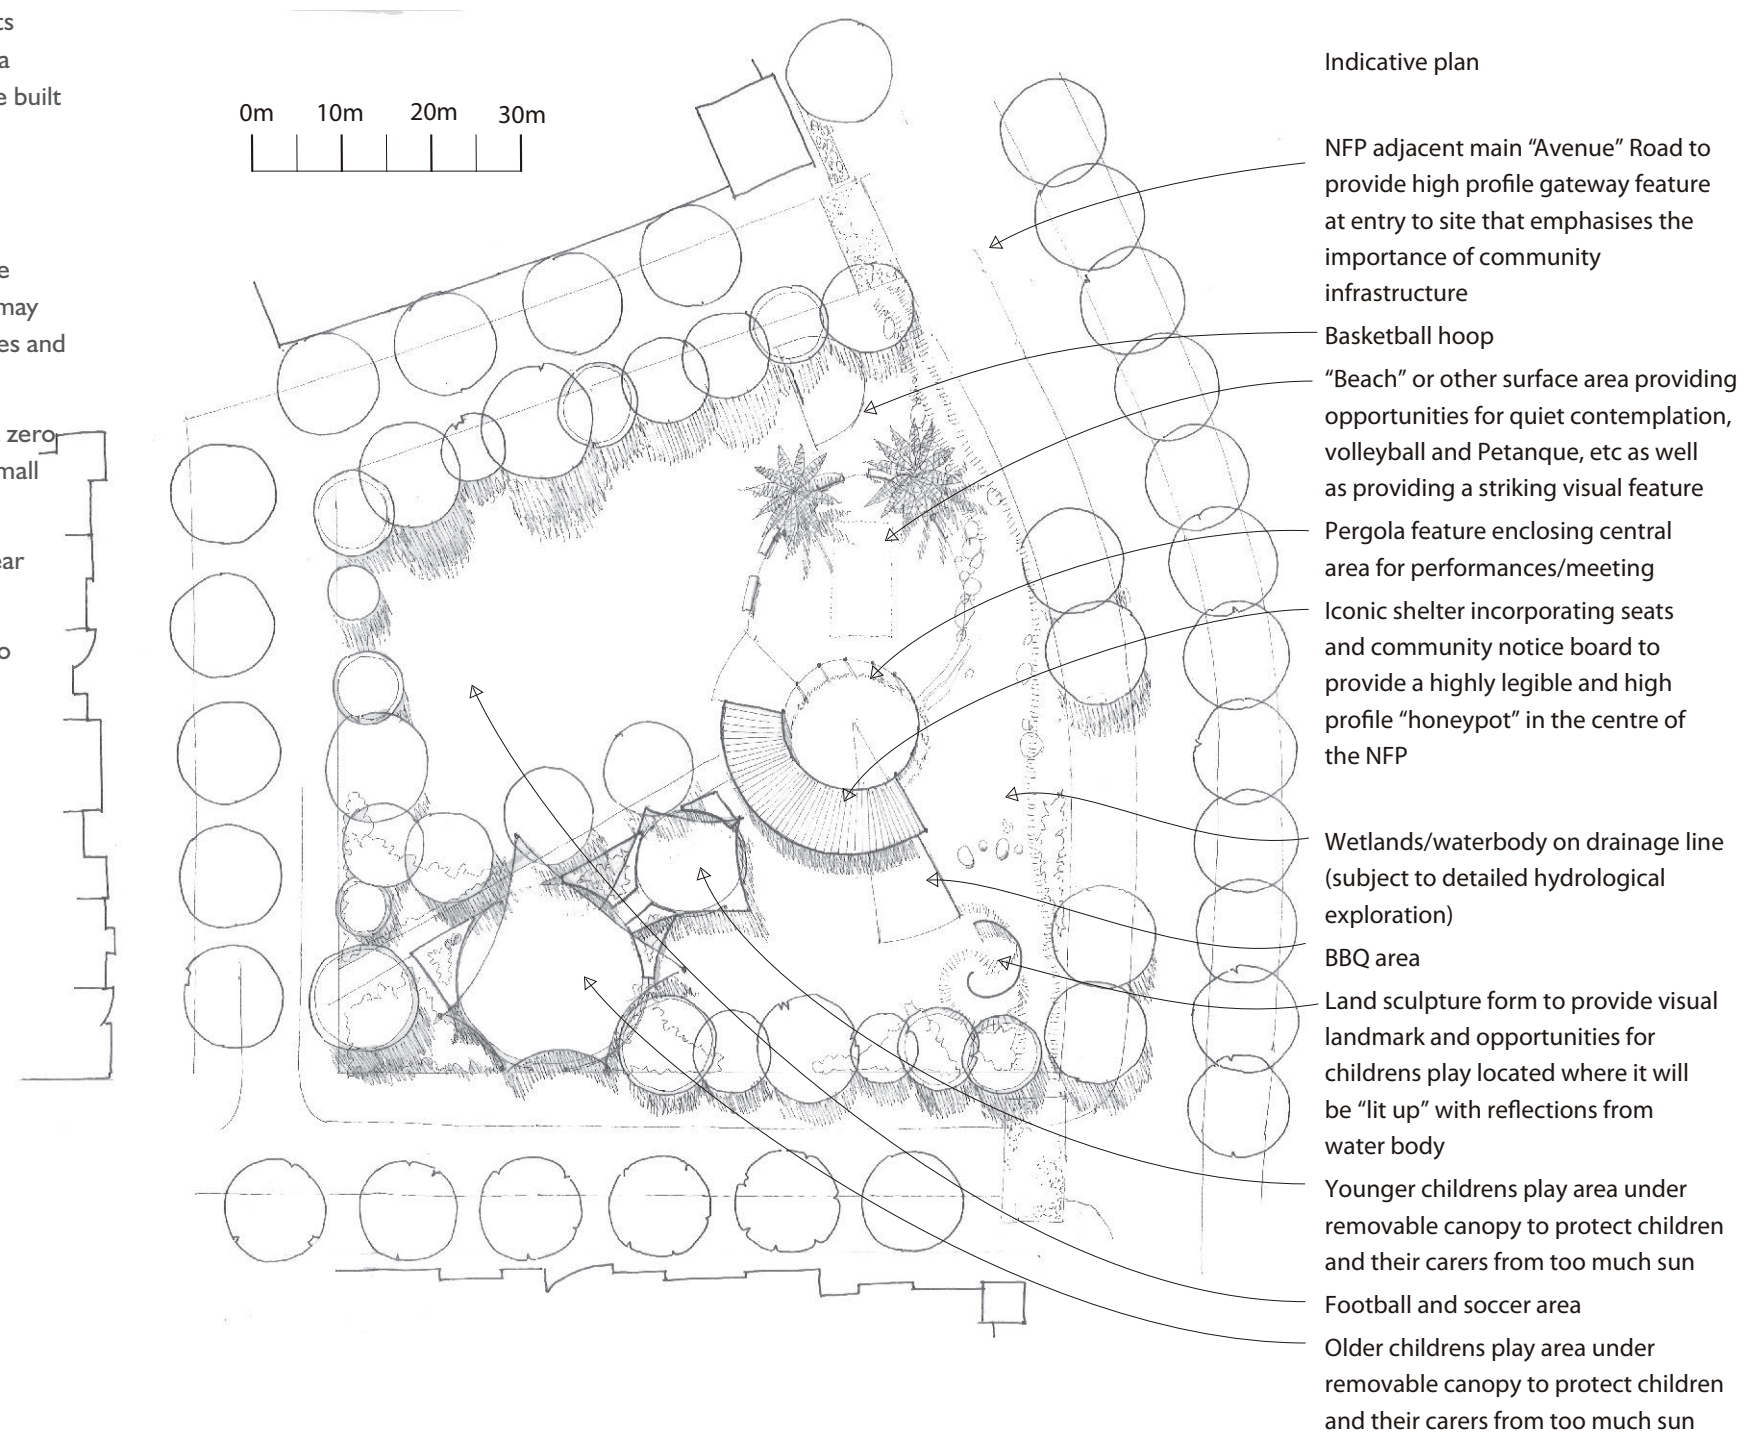 ts
a
e built
e
may
es and
zero
mall
ear
o
0m 10m 20m 30m
Indicative plan
NFP adjacent main “Avenue” Road to
provide high profile gateway feature
at entry to site that emphasises the
importance of community
infrastructure
Basketball hoop
“Beach” or other surface area providing
opportunities for quiet contemplation,
volleyball and Petanque, etc as well
as providing a striking visual feature
Pergola feature enclosing central
area for performances/meeting
Iconic shelter incorporating seats
and community notice board to
provide a highly legible and high
profile “honeypot” in the centre of
the NFP
Wetlands/waterbody on drainage line
(subject to detailed hydrological
exploration)
BBQ area
Land sculpture form to provide visual
landmark and opportunities for
childrens play located where it will
be “lit up” with reflections from
water body
Younger childrens play area under
removable canopy to protect children
and their carers from too much sun
Football and soccer area
Older childrens play area under
removable canopy to protect children
and their carers from too much sun